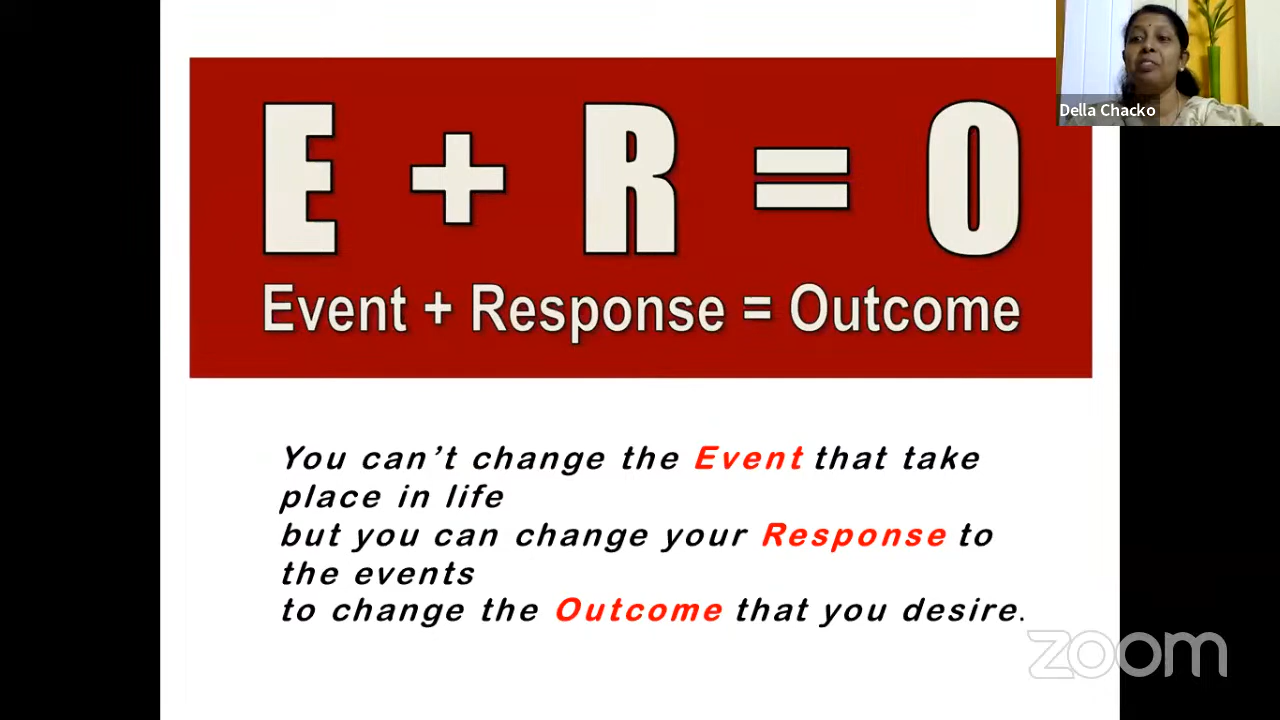 Della Chacko
E + R = O
Event + Response = Outcome
You can’t change the Event that take
place in life
but you can change your Response to
the events
to change the Outcome that you desire.
zoom